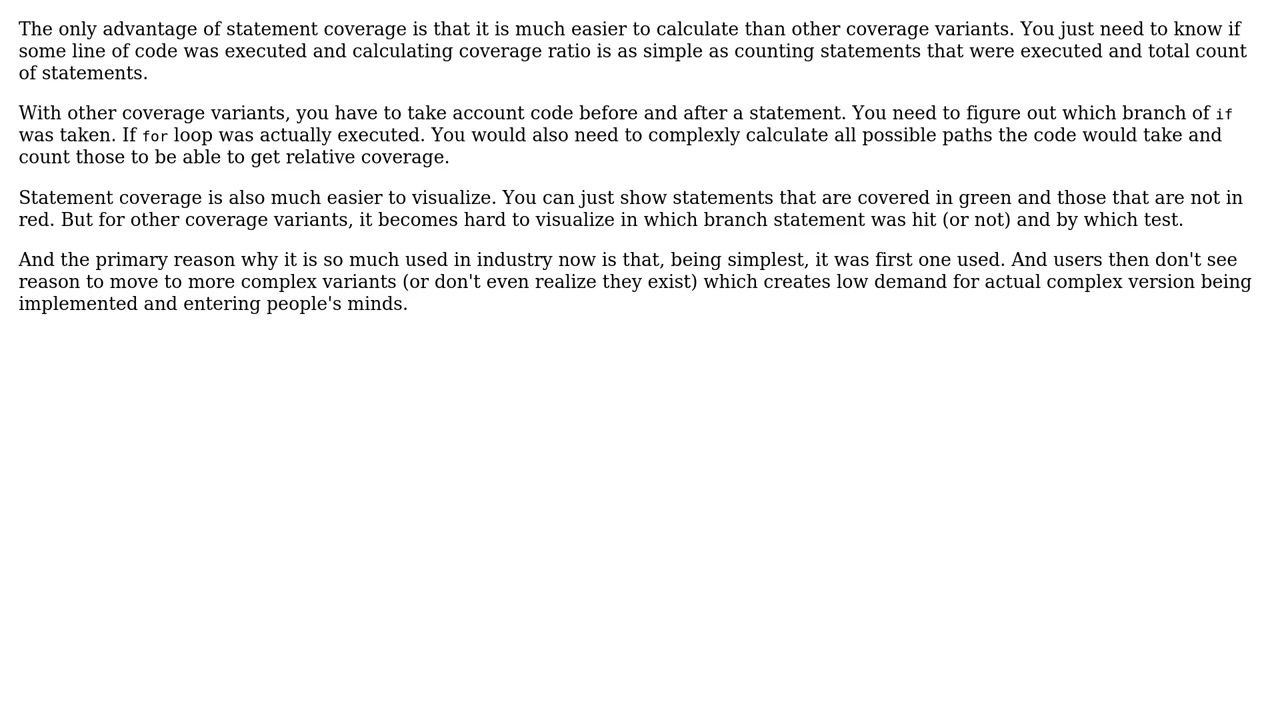 The only advantage of statement coverage is that it is much easier to calculate than other coverage variants. You just need to know if
some line of code was executed and calculating coverage ratio is as simple as counting statements that were executed and total count
of statements.
With other coverage variants, you have to take account code before and after a statement. You need to figure out which branch of if
was taken. If for loop was actually executed. You would also need to complexly calculate all possible paths the code would take and
count those to be able to get relative coverage.
Statement coverage is also much easier to visualize. You can just show statements that are covered in green and those that are not in
red. But for other coverage variants, it becomes hard to visualize in which branch statement was hit (or not) and by which test.
And the primary reason why it is so much used in industry now is that, being simplest, it was first one used. And users then don't see
reason to move to more complex variants (or don't even realize they exist) which creates low demand for actual complex version being
implemented and entering people's minds.